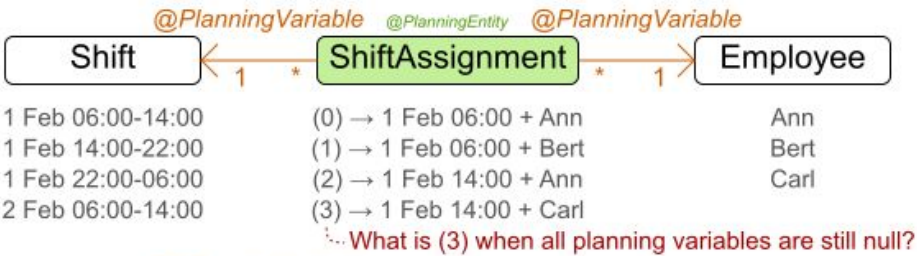 @PlanningVariable @PlanningEntity @PlanningVariable
Shift ShiftAssignment Employee
1 * * 1
1 Feb 06:00-14:00 (0) → 1 Feb 06:00 + Ann Ann
1 Feb 14:00-22:00 (1) → 1 Feb 06:00 + Bert Bert
1 Feb 22:00-06:00 (2) → 1 Feb 14:00 + Ann Carl
2 Feb 06:00-14:00 (3) → 1 Feb 14:00 + Carl
What is (3) when all planning variables are still null?